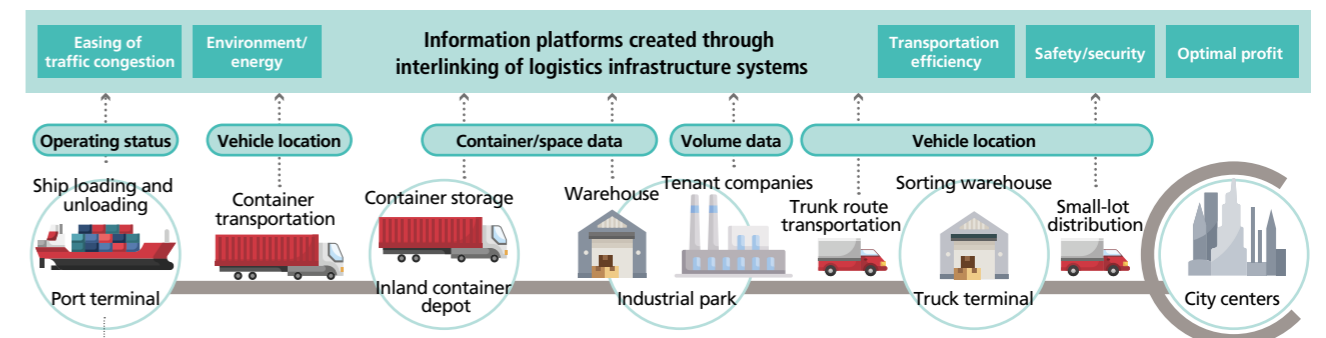 Easing of
traffic congestion
Environment/
energy
Information platforms created through
interlinking of logistics infrastructure systems
Transportation
efficiency
Safety/security
Optimal profit
Operating status
Vehicle location
Container/space data
Volume data
Vehicle location
Ship loading and
unloading
Port terminal
Container
transportation
Container storage
Inland container
depot
Warehouse
Tenant companies
Industrial park
Trunk route
transportation
Sorting warehouse
Truck terminal
Small-lot
distribution
City centers